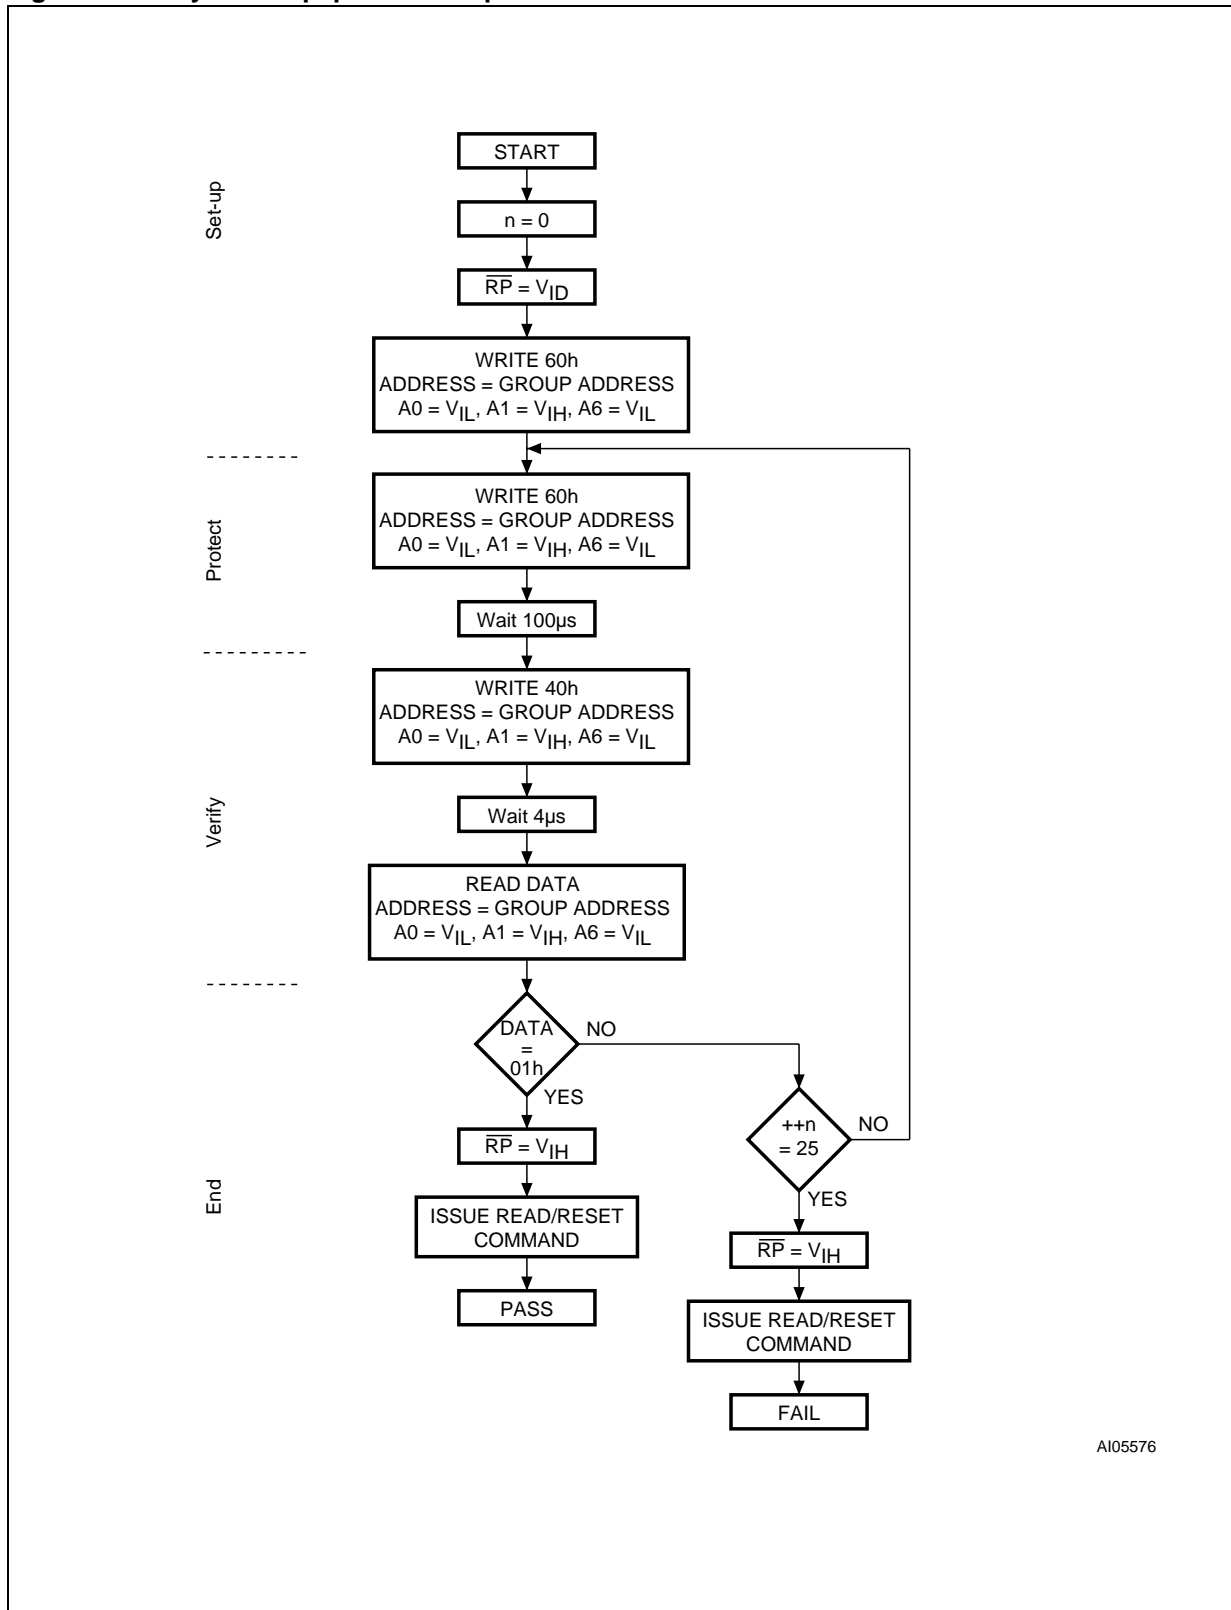 START
Set-up
n = 0
RP = VID
WRITE 60h
ADDRESS = GROUP ADDRESS
A0 = VIL, A1 = VIH, A6 = VIL
Protect
WRITE 60h
ADDRESS = GROUP ADDRESS
A0 = VIL, A1 = VIH, A6 = VIL
Wait 100µs
Verify
WRITE 40h
ADDRESS = GROUP ADDRESS
A0 = VIL, A1 = VIH, A6 = VIL
Wait 4µs
READ DATA
ADDRESS = GROUP ADDRESS
A0 = VIL, A1 = VIH, A6 = VIL
End
DATA
=
01h
NO
YES
++n
= 25
NO
YES
RP = VIH
ISSUE READ/RESET
COMMAND
PASS
RP = VIH
ISSUE READ/RESET
COMMAND
FAIL
AI05576